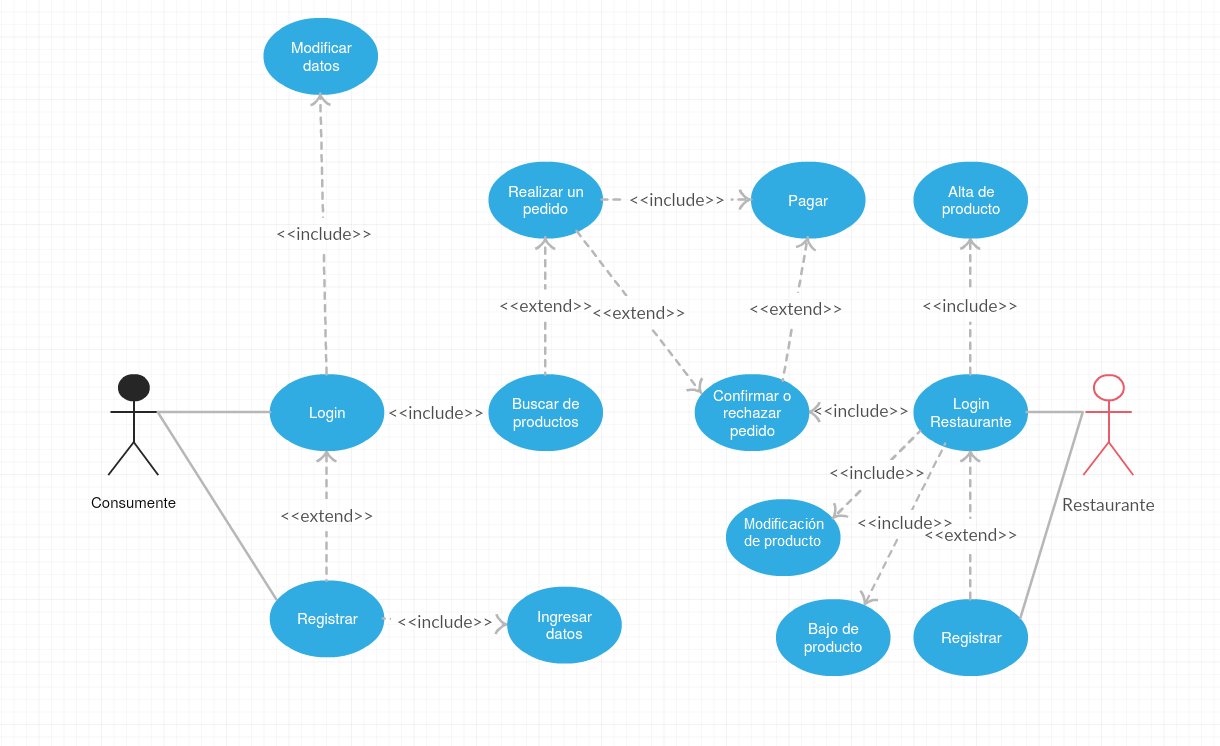 Modificar
datos
Realizar un
pedido
<<include>>
Pagar
Alta de
producto
<<include>>
<<extend>>
<<extend>>
<<extend>>
<<include>>
Login
<<include>>
Buscar de
productos
Confirmar o
rechazar
pedido
<<include>>
Login
Restaurante
Consumente
Restaurante
<<include>>
<<extend>>
Modificación
de producto
<<include>>
<<extend>>
Registrar
<<include>>
Ingresar
datos
Bajo de
producto
Registrar